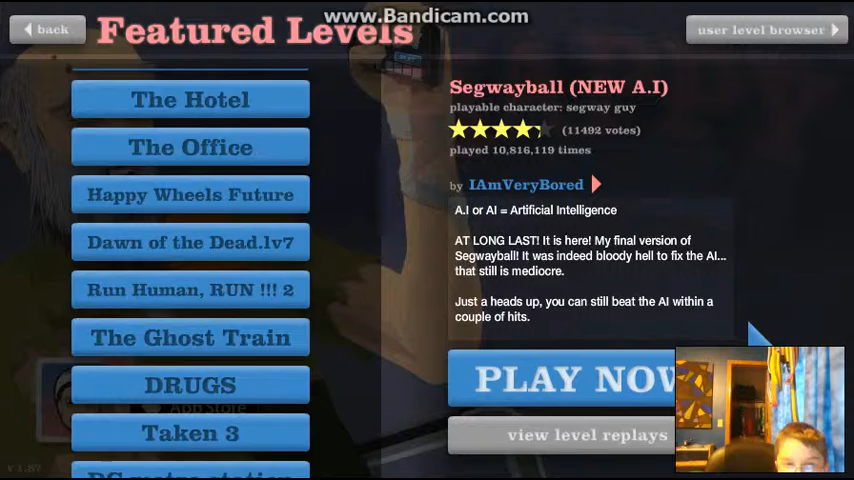 www.Bandicam.com
back
Featured Levels
user level browser
The Hotel
The Office
Happy Wheels Future
Dawn of the Dead.lv7
Run Human, RUN !!! 2
The Ghost Train
DRUGS
App Store
Taken 3
v 1.87
Segwayball (NEW A.I)
playable character: segway guy
(11492 votes)
played 10,816,119 times
by IAmVeryBored
A.I or AI = Artificial Intelligence
AT LONG LAST! It is here! My final version of
Segwayball! It was indeed bloody hell to fix the AI...
that still is mediocre.
Just a heads up, you can still beat the AI within a
couple of hits.
PLAY NOW
view level replays